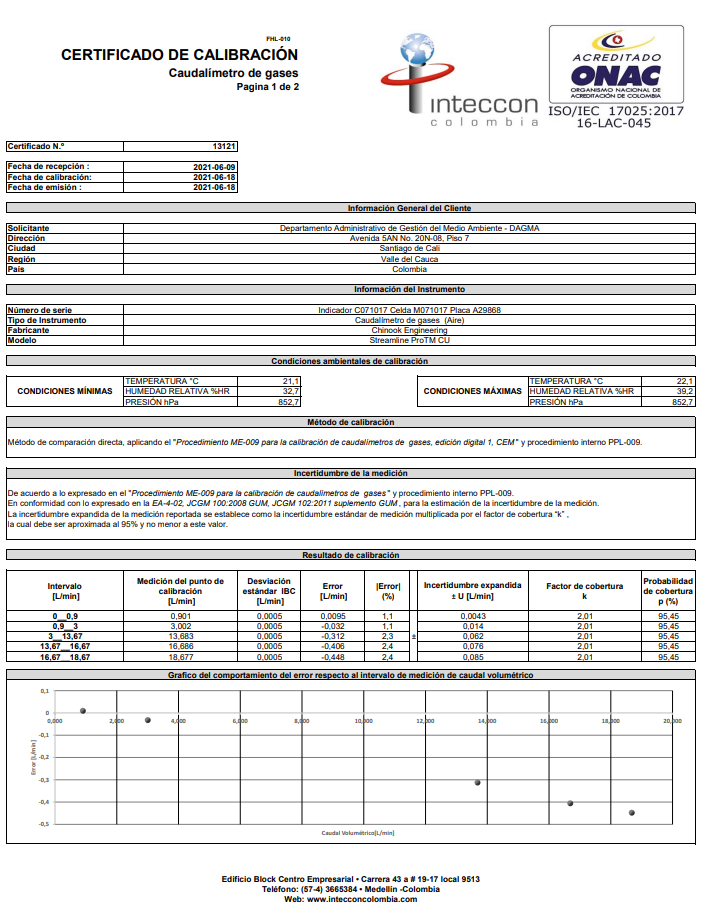 FHL-010
CERTIFICADO DE CALIBRACIÓN
Caudalímetro de gases
Pagina 1 de 2
inteccon
colombia
ACREDITADO
ONAC
ORGANISMO NACIONAL DE
ACREDITACIÓN DE COLOMBIA
ISO/IEC 17025:2017
16-LAC-045
Certificado N.º 13121
Fecha de recepción : 2021-06-09
Fecha de calibración: 2021-06-18
Fecha de emisión : 2021-06-18
Información General del Cliente
Solicitante Departamento Administrativo de Gestión del Medio Ambiente - DAGMA
Dirección Avenida 5AN No. 20N-08, Piso 7
Ciudad Santiago de Cali
Región Valle del Cauca
País Colombia
Información del Instrumento
Número de serie Indicador C071017 Celda M071017 Placa A29868
Tipo de Instrumento Caudalímetro de gases (Aire)
Fabricante Chinook Engineering
Modelo Streamline ProTM CU
Condiciones ambientales de calibración
CONDICIONES MÍNIMAS
TEMPERATURA °C 21,1
HUMEDAD RELATIVA %HR 32,7
PRESIÓN hPa 852,7
CONDICIONES MÁXIMAS
TEMPERATURA °C 22,1
HUMEDAD RELATIVA %HR 39,2
PRESIÓN hPa 852,7
Método de calibración
Método de comparación directa, aplicando el "Procedimiento ME-009 para la calibración de caudalímetros de gases, edición digital 1, CEM" y procedimiento interno PPL-009.
Incertidumbre de la medición
De acuerdo a lo expresado en el "Procedimiento ME-009 para la calibración de caudalímetros de gases" y procedimiento interno PPL-009.
En conformidad con lo expresado en la EA-4-02, JCGM 100:2008 GUM, JCGM 102:2011 suplemento GUM , para la estimación de la incertidumbre de la medición.
La incertidumbre expandida de la medición reportada se establece como la incertidumbre estándar de medición multiplicada por el factor de cobertura "k" ,
la cual debe ser aproximada al 95% y no menor a este valor.
Resultado de calibración
Intervalo [L/min] Medición del punto de calibración [L/min] Desviación estándar IBC [L/min] Error [L/min] |Error| (%) Incertidumbre expandida ± U [L/min] Factor de cobertura k Probabilidad de cobertura p (%)
0__0,9 0,901 0,0005 0,0095 1,1 0,0043 2,01 95,45
0,9__3 3,002 0,0005 -0,032 1,1 0,014 2,01 95,45
3__13,67 13,683 0,0005 -0,312 2,3 ± 0,062 2,01 95,45
13,67__16,67 16,686 0,0005 -0,406 2,4 0,076 2,01 95,45
16,67__18,67 18,677 0,0005 -0,448 2,4 0,085 2,01 95,45
Grafico del comportamiento del error respecto al intervalo de medición de caudal volumétrico
0,1
0
0,000 2,000 4,000 6,000 8,000 10,000 12,000 14,000 16,000 18,000 20,000
-0,1
-0,2
-0,3
-0,4
-0,5
Error [L/min]
Caudal Volumétrico[L/min]
Edificio Block Centro Empresarial • Carrera 43 a # 19-17 local 9513
Teléfono: (57-4) 3665384 • Medellín -Colombia
Web: www.inteccon­colombia.com